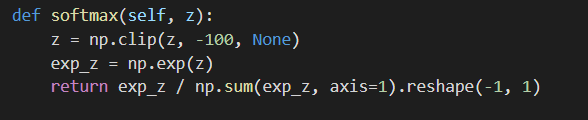 def softmax(self, z):
    z = np.clip(z, -100, None)
    exp_z = np.exp(z)
    return exp_z / np.sum(exp_z, axis=1).reshape(-1, 1)